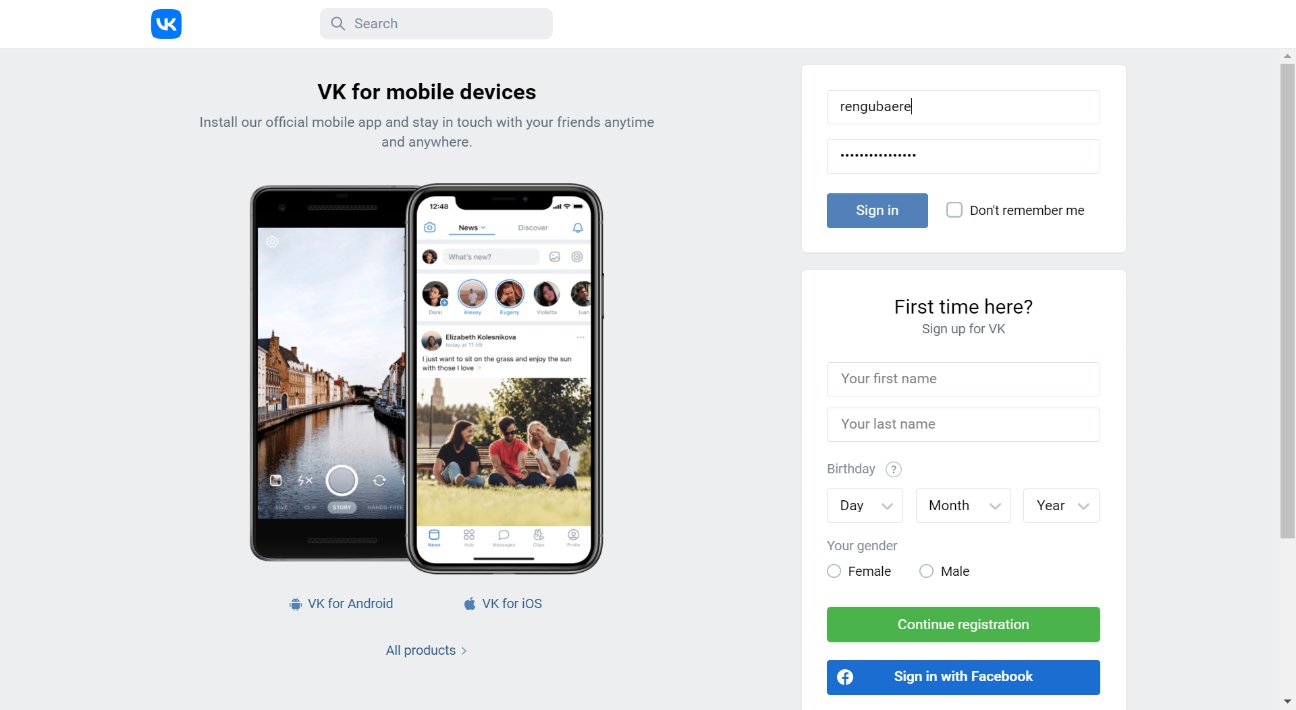 VK
Search
VK for mobile devices
Install our official mobile app and stay in touch with your friends anytime
and anywhere.
12:48
News
Discover
What's new?
Alexey
Evgeny
Violetta
Ivan
Elizabeth Kolesnikova
today at 11:59
I just want to sit on the grass and enjoy the sun
with those I love
LIVE
CLIP
STORY
HANDS-FREE
News
Hub
Messages
Clips
Profile
VK for Android
VK for iOS
All products
rengubaere
Sign in
Don't remember me
First time here?
Sign up for VK
Your first name
Your last name
Birthday ?
Day
Month
Year
Your gender
Female
Male
Continue registration
Sign in with Facebook